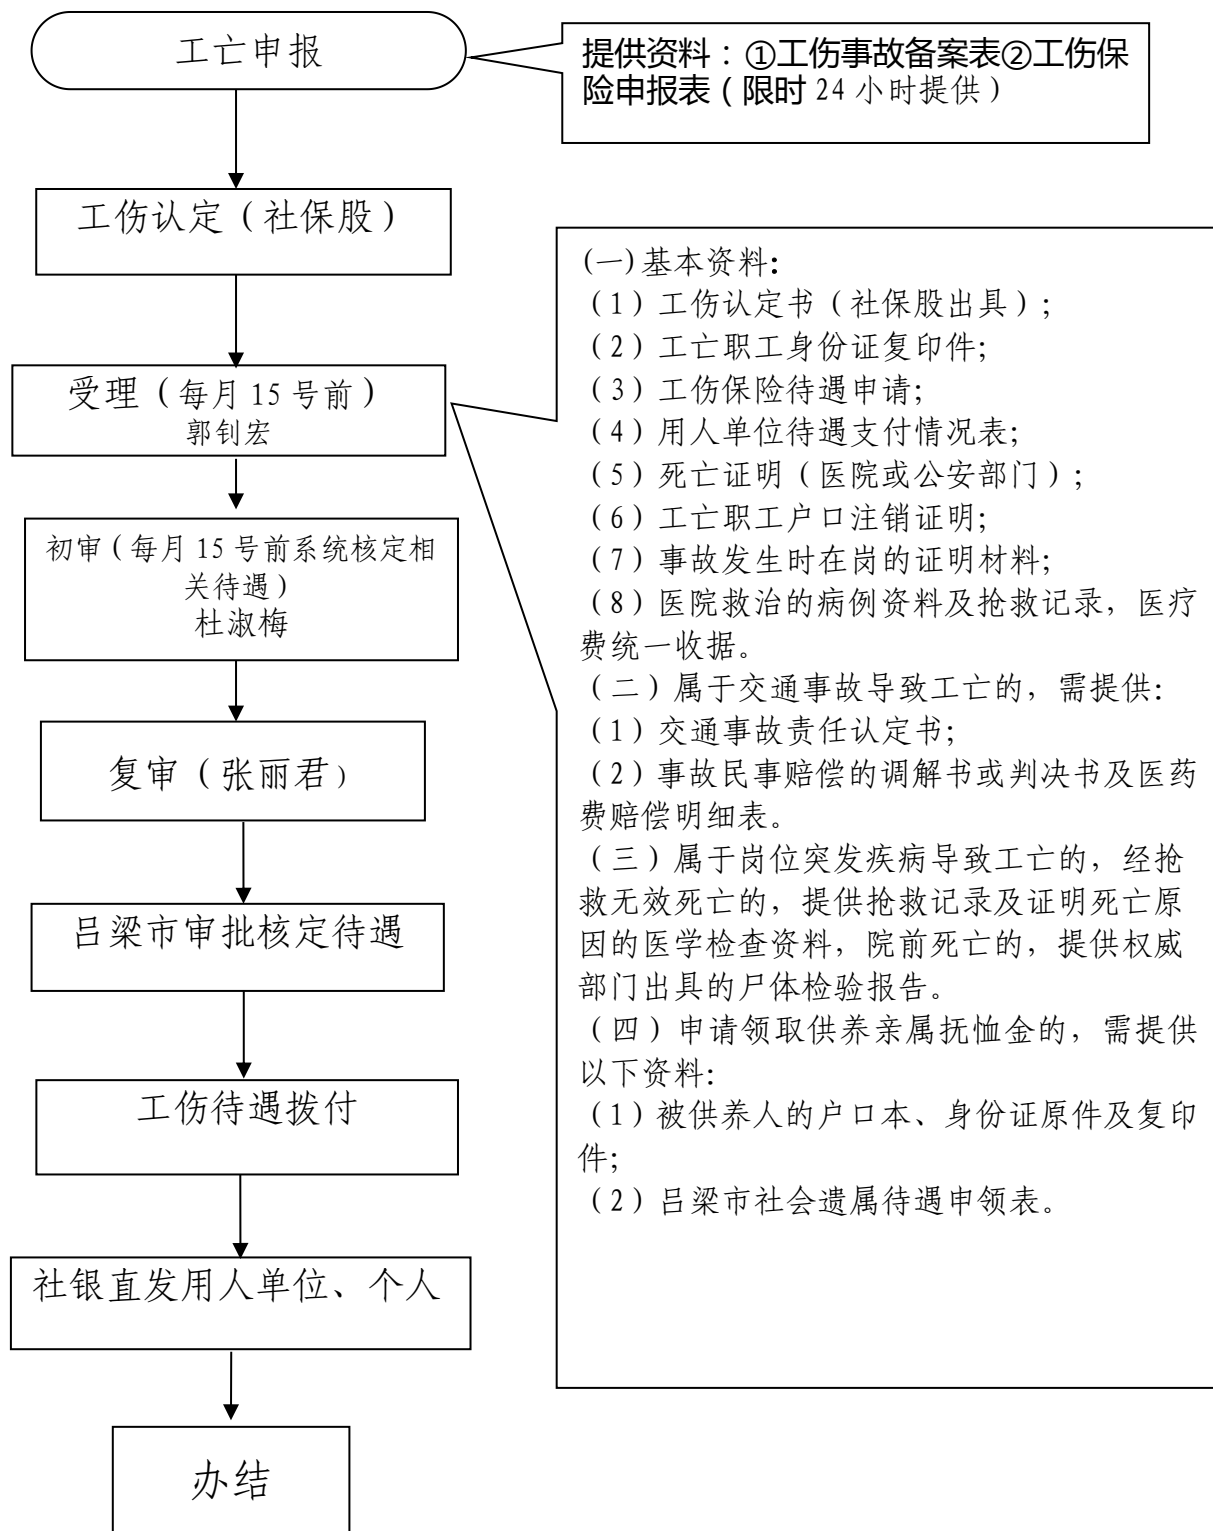 工亡申报
提供资料：①工伤事故备案表②工伤保
险申报表（限时 24 小时提供）
工伤认定（社保股）
受理（每月 15 号前）
郭钊宏
初审（每月 15 号前系统核定相
关待遇）
杜淑梅
复审（张丽君）
吕梁市审批核定待遇
工伤待遇拨付
社银直发用人单位、个人
办结
(一)基本资料：
（1）工伤认定书（社保股出具）；
（2）工亡职工身份证复印件；
（3）工伤保险待遇申请；
（4）用人单位待遇支付情况表；
（5）死亡证明（医院或公安部门）；
（6）工亡职工户口注销证明；
（7）事故发生时在岗的证明材料；
（8）医院救治的病例资料及抢救记录，医疗
费统一收据。
（二）属于交通事故导致工亡的，需提供：
（1）交通事故责任认定书；
（2）事故民事赔偿的调解书或判决书及医药
费赔偿明细表。
（三）属于岗位突发疾病导致工亡的，经抢
救无效死亡的，提供抢救记录及证明死亡原
因的医学检查资料，院前死亡的，提供权威
部门出具的尸体检验报告。
（四）申请领取供养亲属抚恤金的，需提供
以下资料：
（1）被供养人的户口本、身份证原件及复印
件；
（2）吕梁市社会遗属待遇申领表。